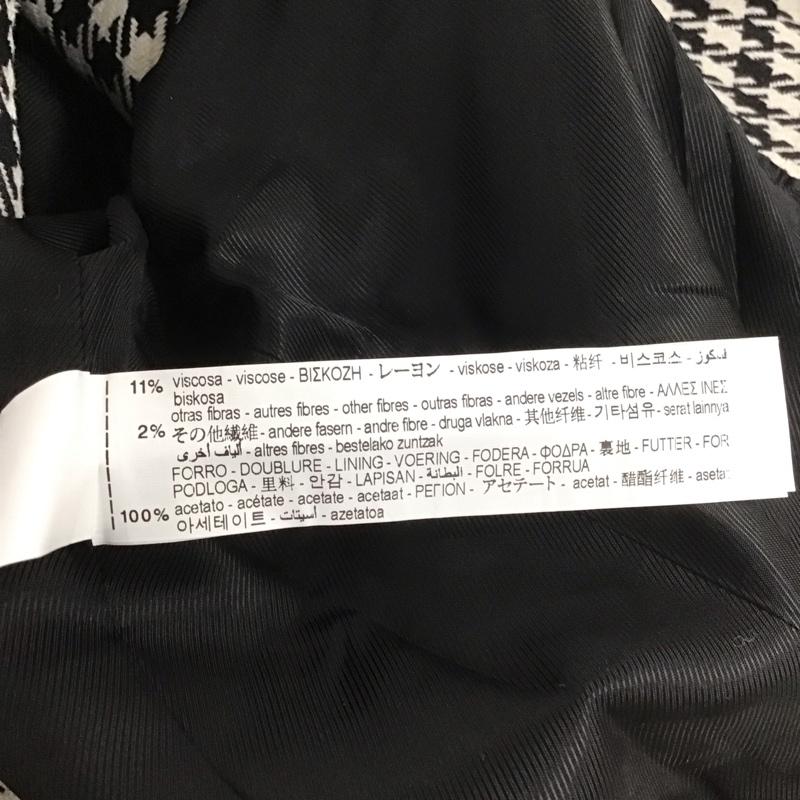 11% viscosa - viscose - ΒΙΣΚΟΖΗ - レーヨン - viskose - viskoza - 粘纤 - 비스코스 - فسكوز
biskosa
otras fibras - autres fibres - other fibres - outras fibras - andere vezels - altre fibre - ΑΛΛΕΣ ΙΝΕΣ
2% その他繊維 - andere fasern - andre fibre - druga vlakna - 其他纤维 - 기타섬유 - serat lainnya
ألياف أخرى - altres fibres - bestelako zuntzak
FORRO - DOUBLURE - LINING - VOERING - FODERA - ΦΟΔΡΑ - 裏地 - FUTTER - FOR
PODLOGA - 里料 - 안감 - LAPISAN - البطانة - FOLRE - FORRUA
100% acetato - acétate - acetate - acetaat - ΡΕΓΙΟΝ - アセテート - acetat - 醋酯纤维 - aseta
아세테이트 - أسيتات - azetatoa